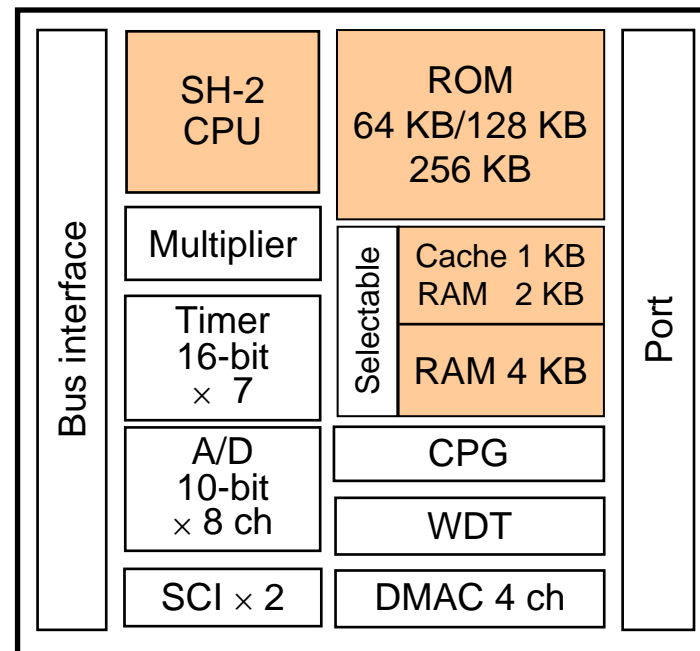 Bus interface
SH-2
CPU
Multiplier
Timer
16-bit
× 7
A/D
10-bit
× 8 ch
SCI × 2
ROM
64 KB/128 KB
256 KB
Selectable
Cache 1 KB
RAM 2 KB
RAM 4 KB
CPG
WDT
DMAC 4 ch
Port